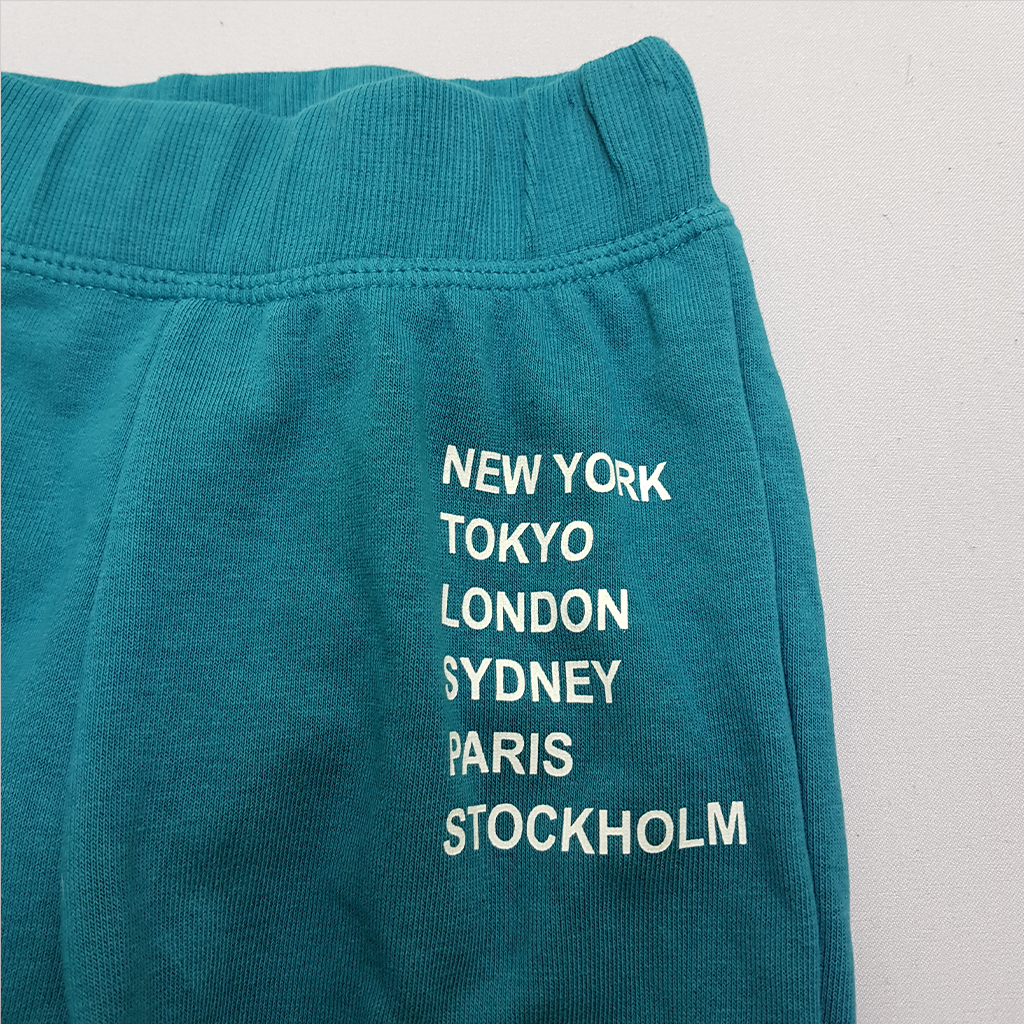 NEW YORK
TOKYO
LONDON
SYDNEY
PARIS
STOCKHOLM